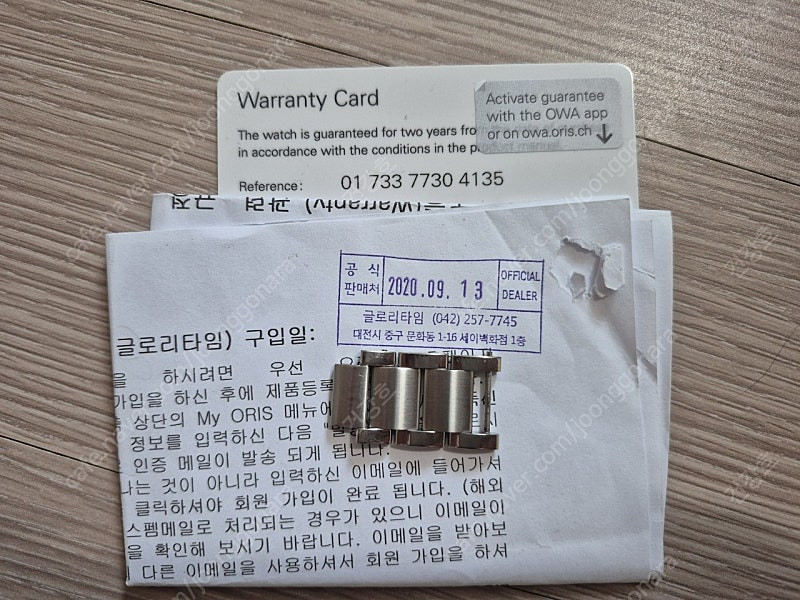 Warranty Card
Activate guarantee
with the OWA app
or on owa.oris.ch
The watch is guaranteed for two years fro
in accordance with the conditions in the p
Reference: 01 733 7730 4135
공 식
판매처
2020.09.13
OFFICIAL
DEALER
글로리타임 (042) 257-7745
대전시 중구 문화동 1-16 세이백화점 1층
글로리타임) 구입일:
을 하시려면 우선
가입을 하신 후에 제품등록
상단의 My ORIS 메뉴에
정보를 입력하신 다음
인증 메일이 발송 되게 됩니다.
나는 것이 아니라 입력하신 이메일에 들어가셔
클릭하셔야 회원 가입이 완료 됩니다. (해외
스펨메일로 처리되는 경우가 있으니 이메일이
을 확인해 보시기 바랍니다. 이메일을 받아보
다른 이메일을 사용하셔서 회원 가입을 하셔